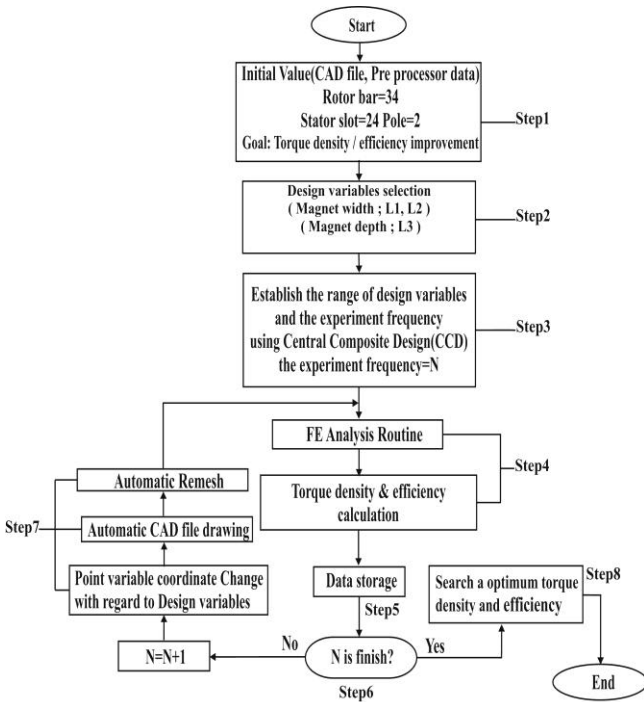 Start
Initial Value(CAD file, Pre processor data)
Rotor bar=34
Stator slot=24 Pole=2
Goal: Torque density / efficiency improvement
Step1
Design variables selection
( Magnet width ; L1, L2 )
( Magnet depth ; L3 )
Step2
Establish the range of design variables
and the experiment frequency
using Central Composite Design(CCD)
the experiment frequency=N
Step3
FE Analysis Routine
Step4
Torque density & efficiency
calculation
Automatic Remesh
Step7
Automatic CAD file drawing
Point variable coordinate Change
with regard to Design variables
Data storage
Step5
Search a optimum torque
density and efficiency
Step8
N=N+1
No
N is finish?
Yes
Step6
End